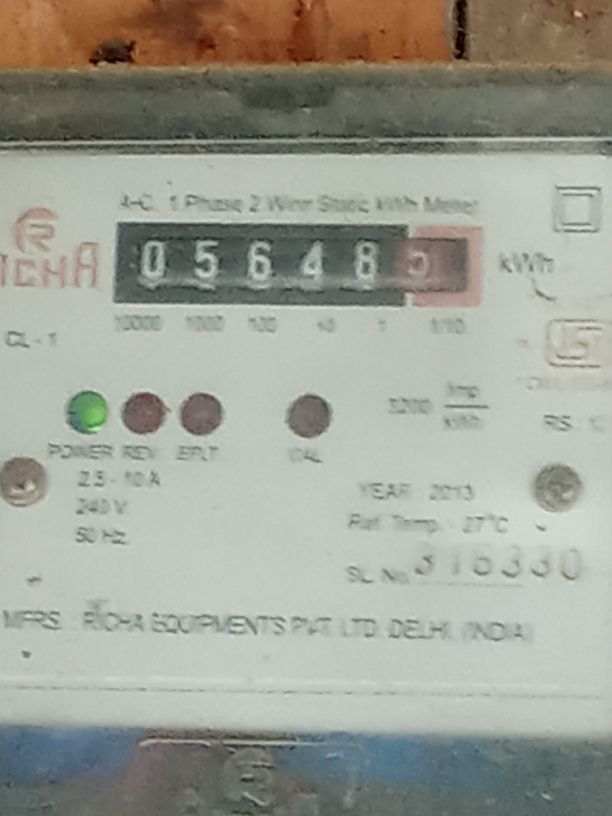 A-C. 1 Phase 2 Wire Static kWh Meter
RICHA
0 5 6 4 8 5 kWh
10000 1000 100 10 1 1/10
CL - 1
3200 Imp/kWh
POWER REV EPLT CAL
2.5 - 10 A
240 V.
50 Hz.
YEAR : 2013
Ref. Temp. - 27°C
SL. No. 316330
MFRS. : RICHA EQUIPMENTS PVT. LTD. DELHI. (INDIA)